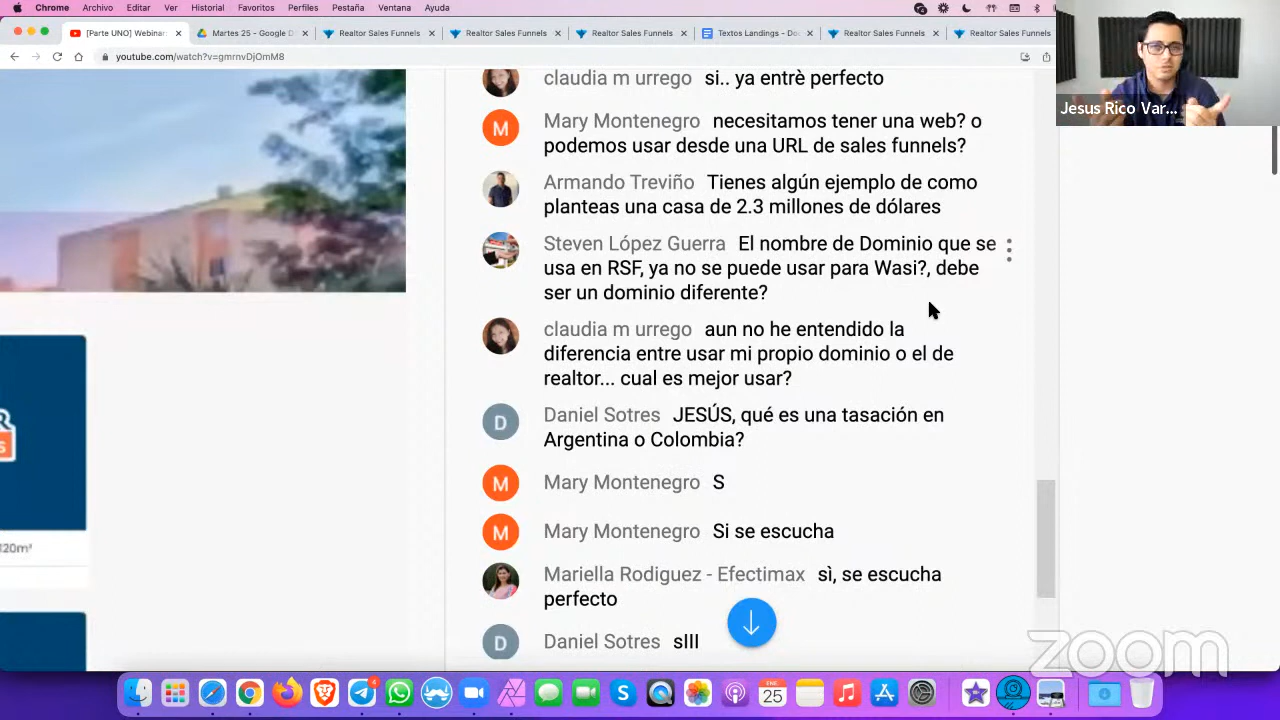 Chrome Archivo Editar Ver Historial Favoritos Perfiles Pestaña Ventana Ayuda
[Parte UNO] Webinar
Martes 25 - Google D
Realtor Sales Funnels
Realtor Sales Funnels
Realtor Sales Funnels
Textos Landings - Doc
Realtor Sales Funnels
Realtor Sales Funnels
youtube.com/watch?v=gmrnvDjOmM8
Jesus Rico Var...
claudia m urrego si.. ya entrè perfecto
M
Mary Montenegro necesitamos tener una web? o
podemos usar desde una URL de sales funnels?
Armando Treviño Tienes algún ejemplo de como
planteas una casa de 2.3 millones de dólares
Steven López Guerra El nombre de Dominio que se
usa en RSF, ya no se puede usar para Wasi?, debe
ser un dominio diferente?
claudia m urrego aun no he entendido la
diferencia entre usar mi propio dominio o el de
realtor... cual es mejor usar?
D
Daniel Sotres JESÚS, qué es una tasación en
Argentina o Colombia?
M
Mary Montenegro S
M
Mary Montenegro Si se escucha
Mariella Rodiguez - Efectimax sì, se escucha
perfecto
D
Daniel Sotres sIII
R
S
120m²
zoom
4
ENE
25